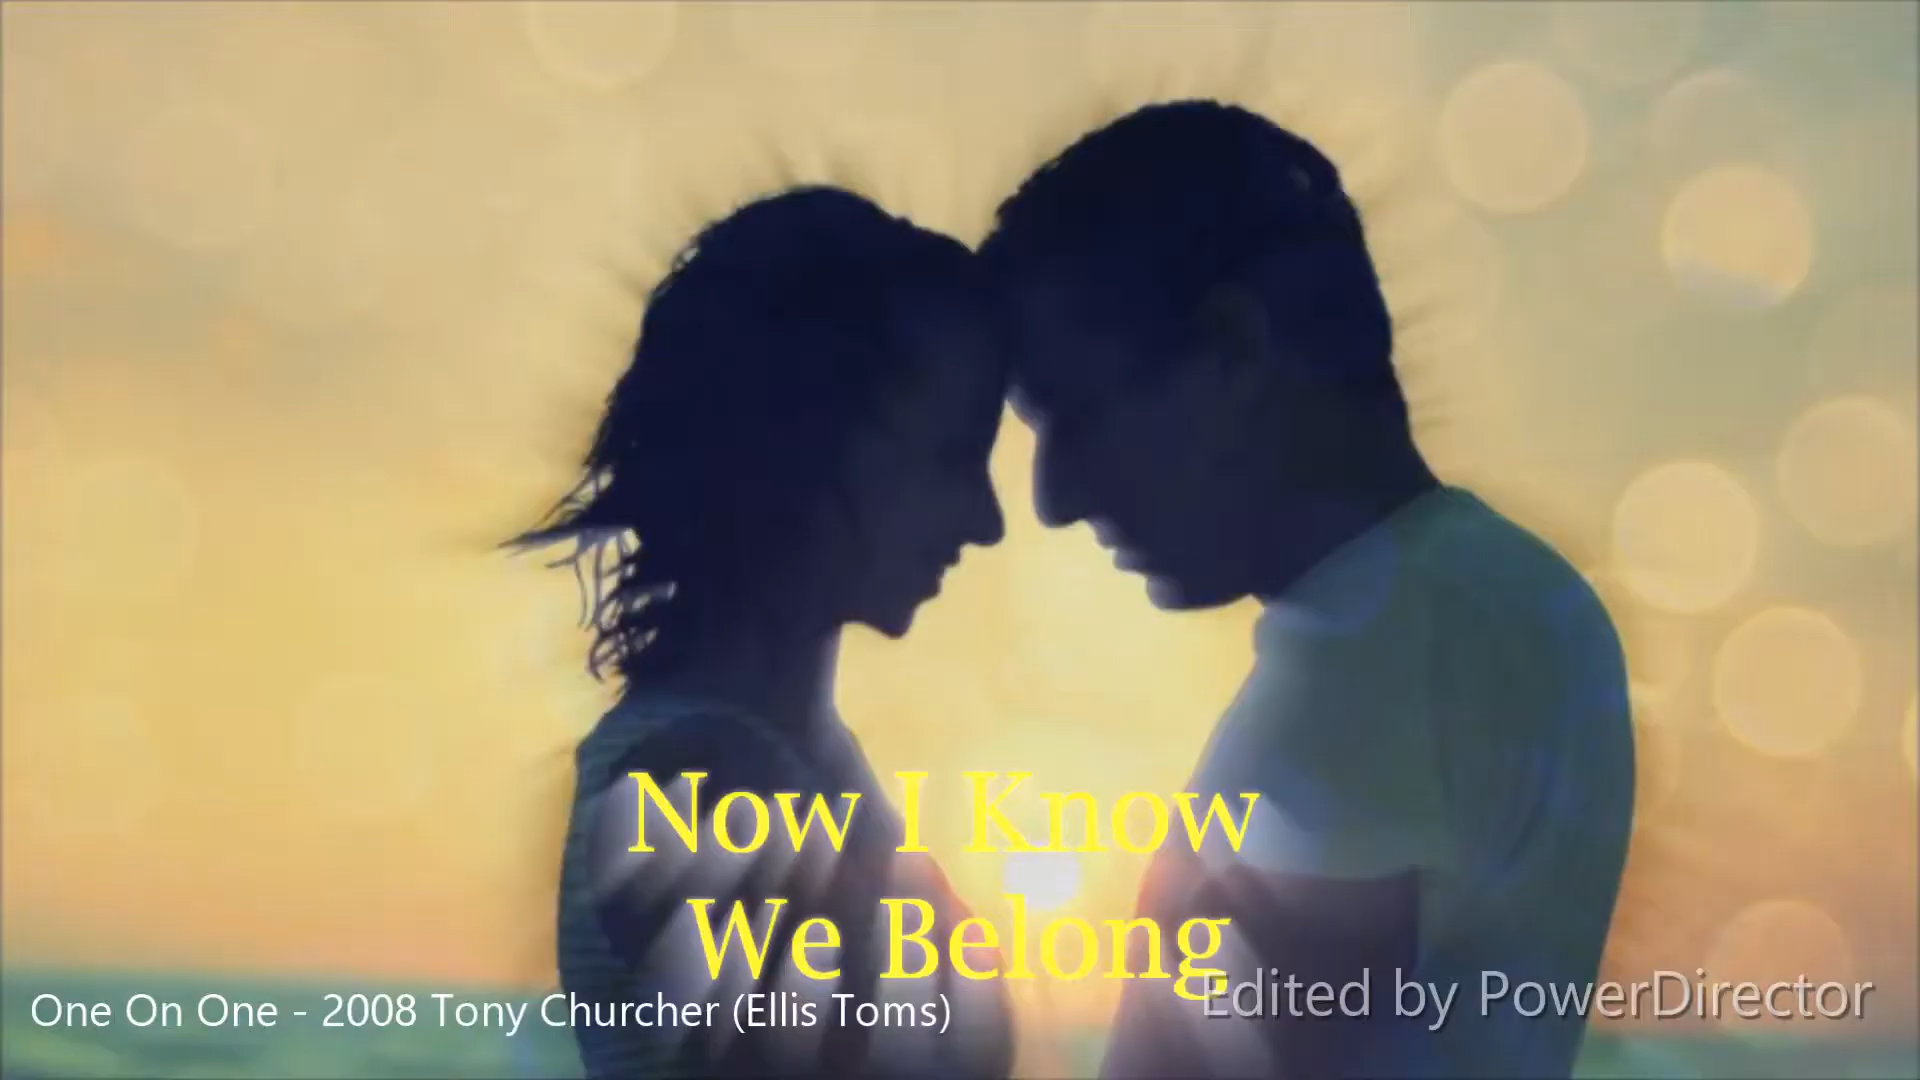 Now I Know
We Belong
One On One - 2008 Tony Churcher (Ellis Toms)
Edited by PowerDirector